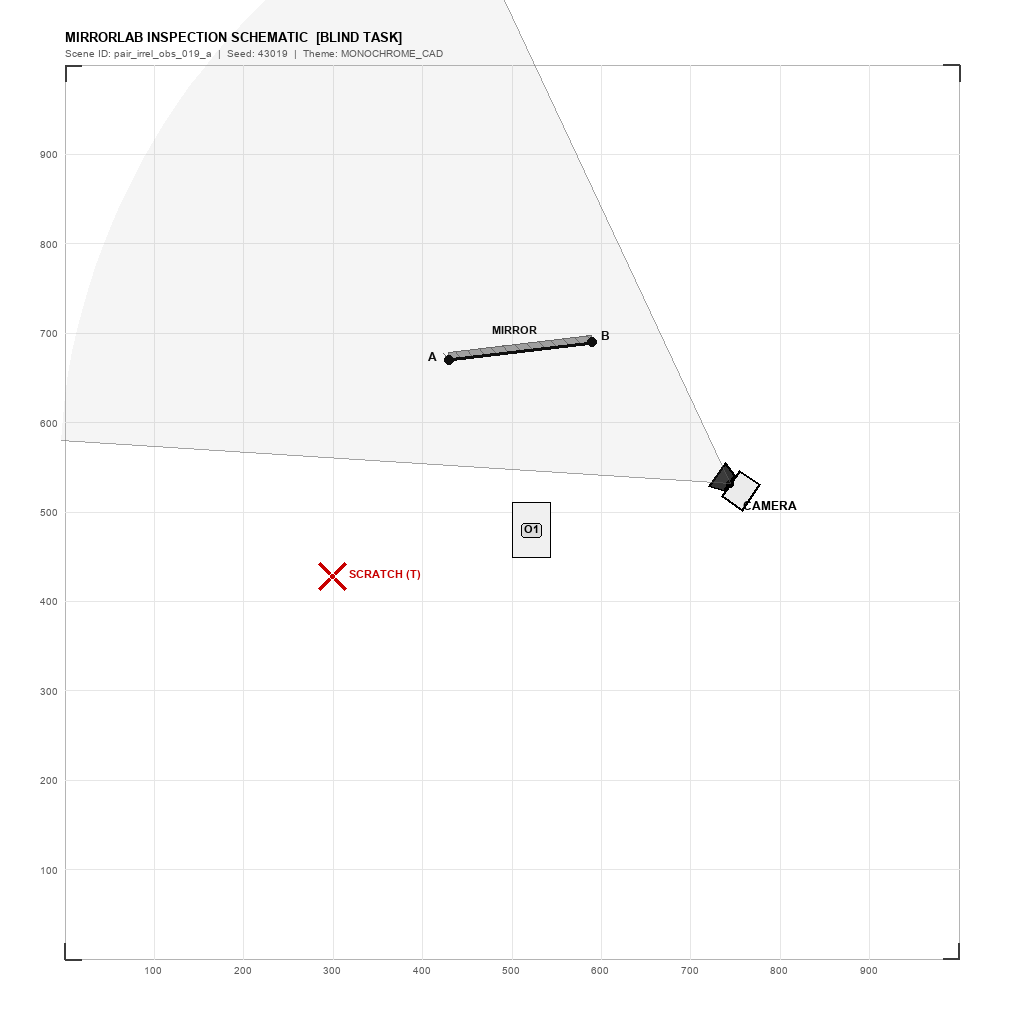 MIRRORLAB INSPECTION SCHEMATIC [BLIND TASK]
Scene ID: pair_irrel_obs_019_a | Seed: 43019 | Theme: MONOCHROME_CAD
900
800
700
MIRROR
B
A
600
500
CAMERA
O1
SCRATCH (T)
400
300
200
100
100 200 300 400 500 600 700 800 900